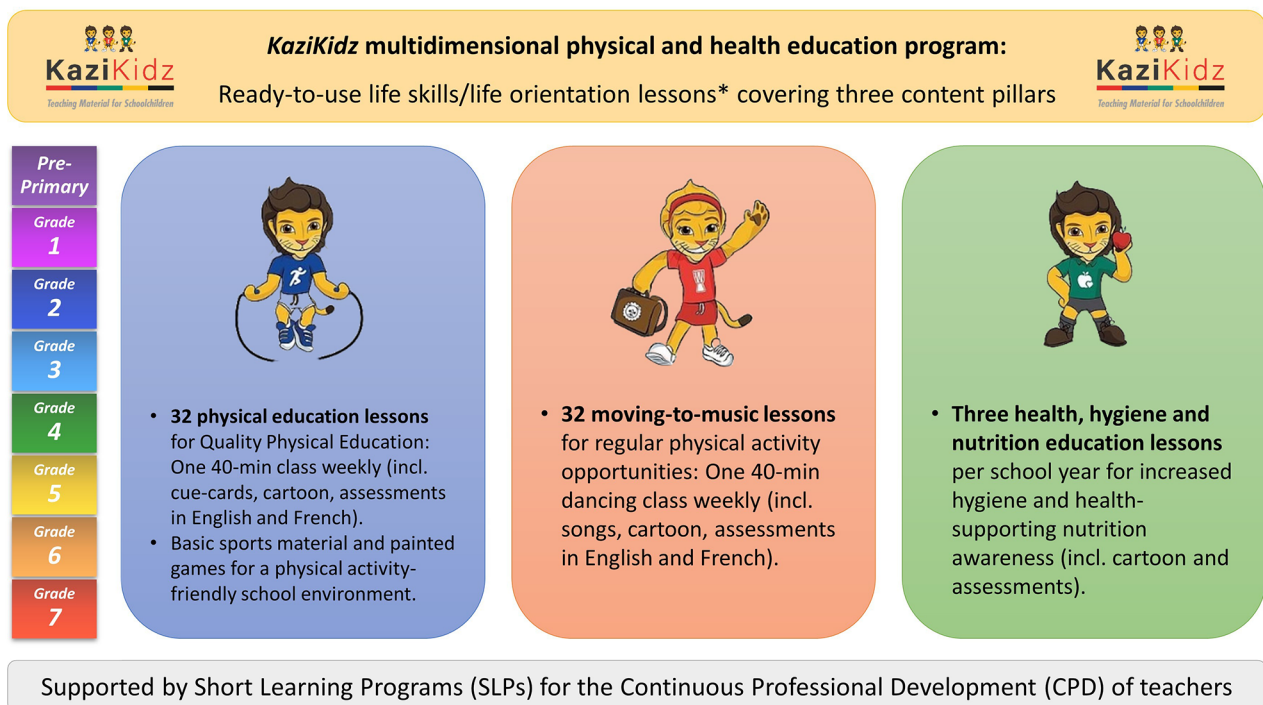 KaziKidz
Teaching Material for Schoolchildren
KaziKidz multidimensional physical and health education program:
Ready-to-use life skills/life orientation lessons* covering three content pillars
KaziKidz
Teaching Material for Schoolchildren
Pre-
Primary
Grade
1
Grade
2
Grade
3
Grade
4
Grade
5
Grade
6
Grade
7
• 32 physical education lessons
for Quality Physical Education:
One 40-min class weekly (incl.
cue-cards, cartoon, assessments
in English and French).
• Basic sports material and painted
games for a physical activity-
friendly school environment.
• 32 moving-to-music lessons
for regular physical activity
opportunities: One 40-min
dancing class weekly (incl.
songs, cartoon, assessments
in English and French).
• Three health, hygiene and
nutrition education lessons
per school year for increased
hygiene and health-
supporting nutrition
awareness (incl. cartoon and
assessments).
Supported by Short Learning Programs (SLPs) for the Continuous Professional Development (CPD) of teachers